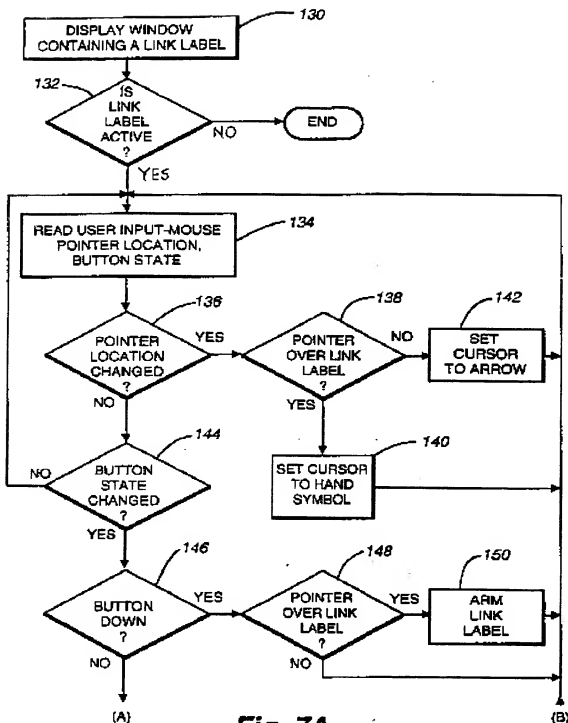 130
DISPLAY WINDOW
CONTAINING A LINK LABEL
132
IS
LINK
LABEL
ACTIVE
?
NO
END
YES
134
READ USER INPUT-MOUSE
POINTER LOCATION,
BUTTON STATE
136
POINTER
LOCATION
CHANGED
?
YES
NO
138
POINTER
OVER LINK
LABEL
?
NO
YES
142
SET
CURSOR
TO ARROW
140
SET CURSOR
TO HAND
SYMBOL
144
BUTTON
STATE
CHANGED
?
NO
YES
146
BUTTON
DOWN
?
YES
NO
148
POINTER
OVER LINK
LABEL
?
YES
NO
150
ARM
LINK
LABEL
(A)
(B)